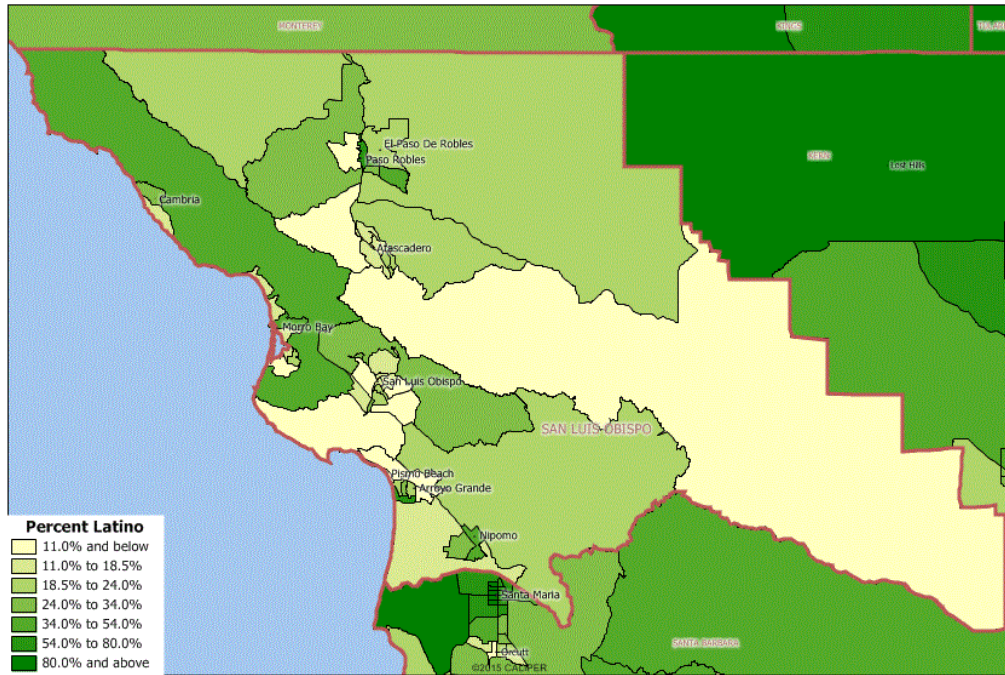 MONTEREY
KINGS
TULARE
El Paso De Robles
Paso Robles
KERN
Lost Hills
Cambria
Atascadero
Morro Bay
San Luis Obispo
SAN LUIS OBISPO
Pismo Beach
Arroyo Grande
Nipomo
Santa Maria
SANTA BARBARA
Orcutt
©2015 CALIPER
Percent Latino
11.0% and below
11.0% to 18.5%
18.5% to 24.0%
24.0% to 34.0%
34.0% to 54.0%
54.0% to 80.0%
80.0% and above